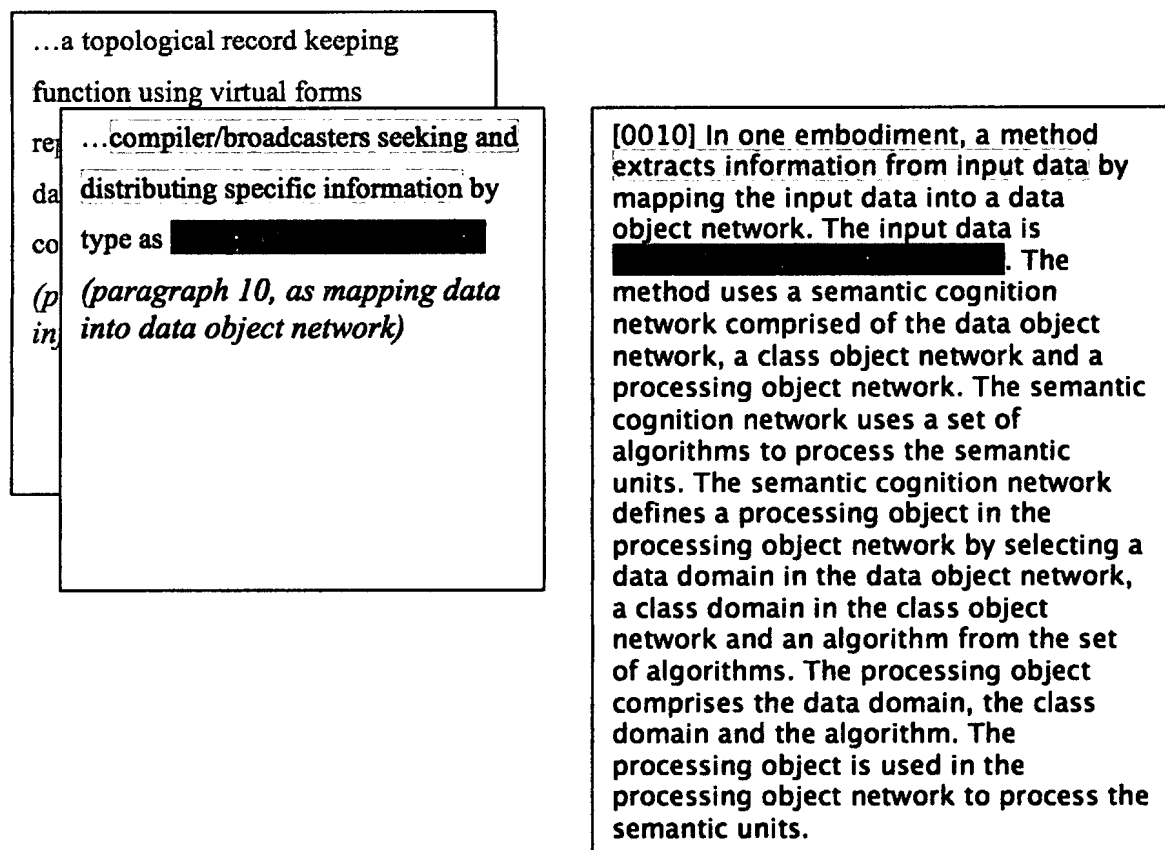 …a topological record keeping
function using virtual forms
rep
da
co
(p
in
…compiler/broadcasters seeking and
distributing specific information by
type as
(paragraph 10, as mapping data
into data object network)
[0010] In one embodiment, a method
extracts information from input data by
mapping the input data into a data
object network. The input data is
. The
method uses a semantic cognition
network comprised of the data object
network, a class object network and a
processing object network. The semantic
cognition network uses a set of
algorithms to process the semantic
units. The semantic cognition network
defines a processing object in the
processing object network by selecting a
data domain in the data object network,
a class domain in the class object
network and an algorithm from the set
of algorithms. The processing object
comprises the data domain, the class
domain and the algorithm. The
processing object is used in the
processing object network to process the
semantic units.